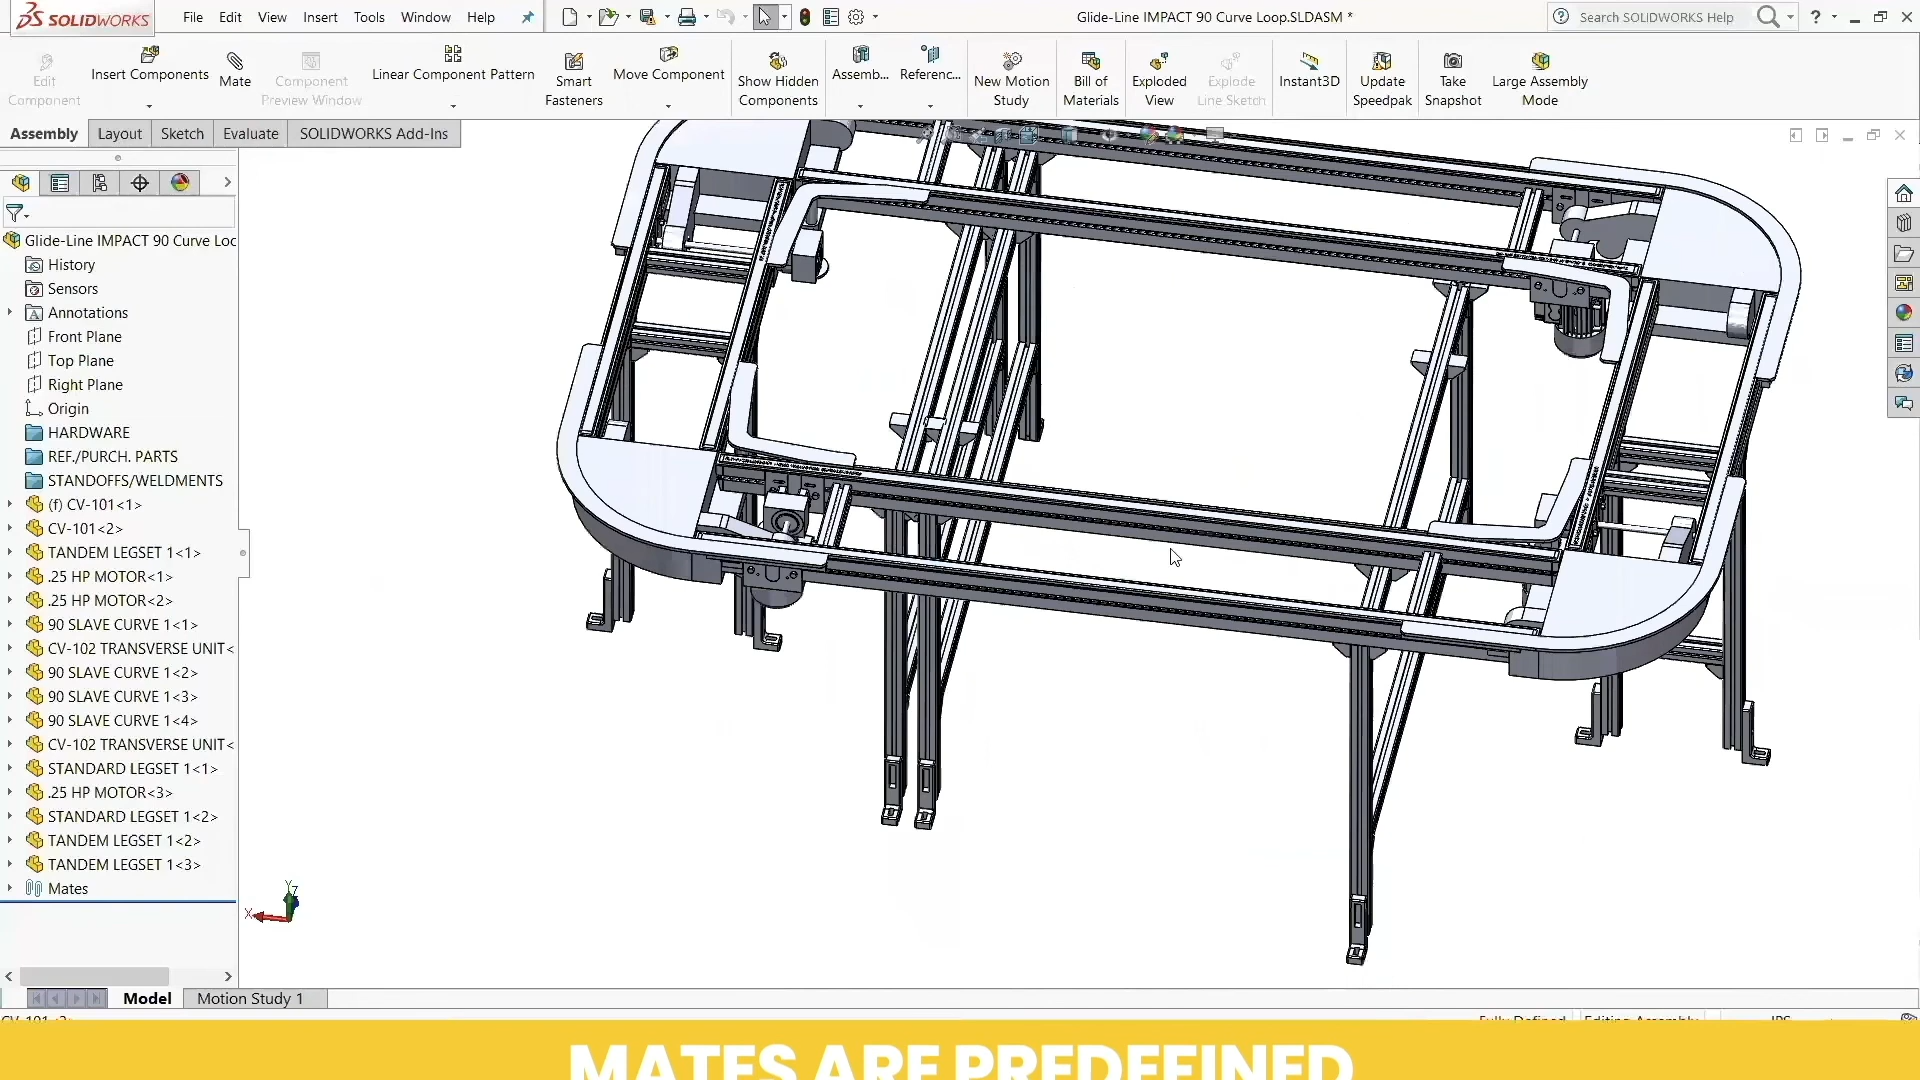 SOLIDWORKS
File Edit View Insert Tools Window Help
Glide-Line IMPACT 90 Curve Loop.SLDASM *
Search SOLIDWORKS Help
Edit Component
Insert Components
Mate
Component Preview Window
Linear Component Pattern
Smart Fasteners
Move Component
Show Hidden Components
Assemb...
Referenc...
New Motion Study
Bill of Materials
Exploded View
Explode Line Sketch
Instant3D
Update Speedpak
Take Snapshot
Large Assembly Mode
Assembly Layout Sketch Evaluate SOLIDWORKS Add-Ins
Glide-Line IMPACT 90 Curve Loc
History
Sensors
Annotations
Front Plane
Top Plane
Right Plane
Origin
HARDWARE
REF./PURCH. PARTS
STANDOFFS/WELDMENTS
(f) CV-101<1>
CV-101<2>
TANDEM LEGSET 1<1>
.25 HP MOTOR<1>
.25 HP MOTOR<2>
90 SLAVE CURVE 1<1>
CV-102 TRANSVERSE UNIT<
90 SLAVE CURVE 1<2>
90 SLAVE CURVE 1<3>
90 SLAVE CURVE 1<4>
CV-102 TRANSVERSE UNIT<
STANDARD LEGSET 1<1>
.25 HP MOTOR<3>
STANDARD LEGSET 1<2>
TANDEM LEGSET 1<2>
TANDEM LEGSET 1<3>
Mates
Y
Z
X
Model Motion Study 1
CV-101<2> Fully Defined Editing Assembly IPS
MATES ARE PREDEFINED